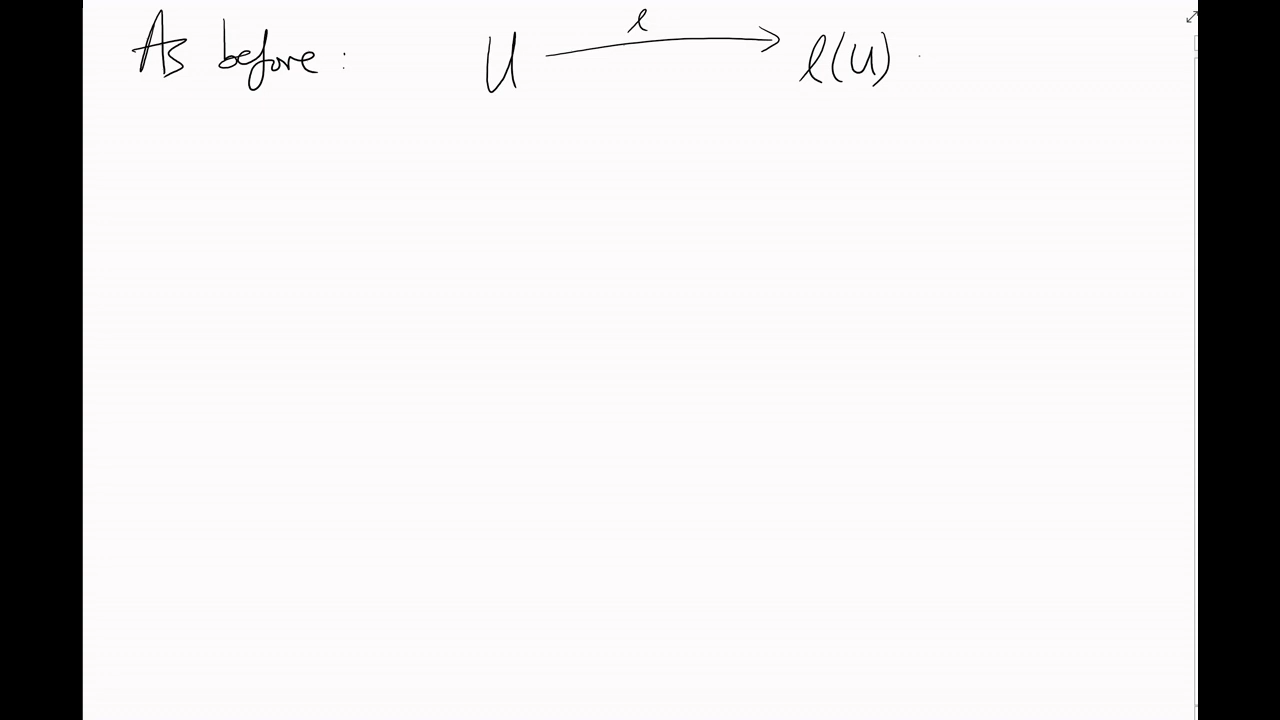 As before : U ⟶ ℓ ℓ(U)